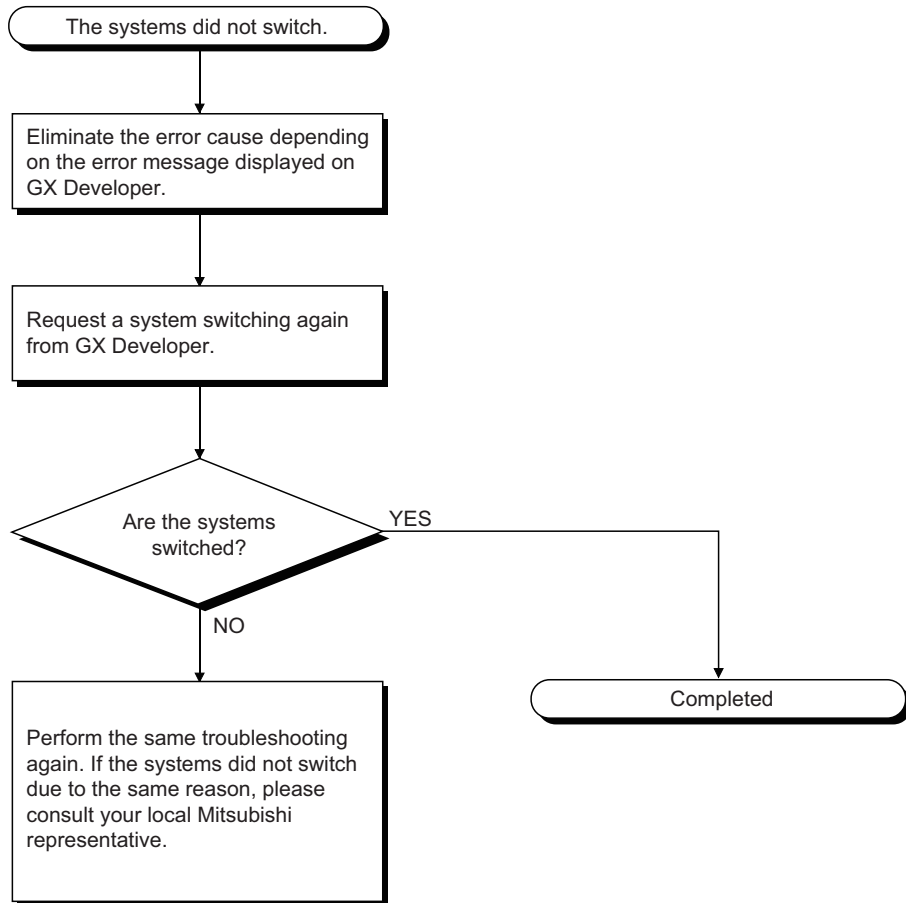 The systems did not switch.
Eliminate the error cause depending
on the error message displayed on
GX Developer.
Request a system switching again
from GX Developer.
Are the systems
switched?
YES
NO
Completed
Perform the same troubleshooting
again. If the systems did not switch
due to the same reason, please
consult your local Mitsubishi
representative.